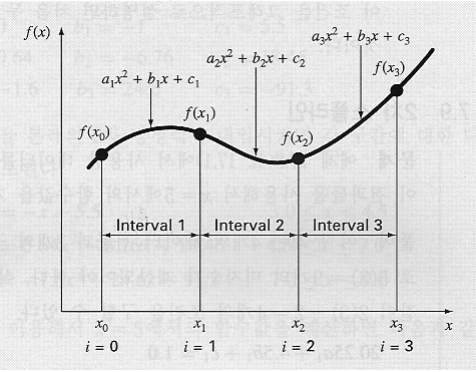 f(x)
a₁x² + b₁x + c₁
a₂x² + b₂x + c₂
a₃x² + b₃x + c₃
f(x₀)
f(x₁)
f(x₂)
f(x₃)
Interval 1
Interval 2
Interval 3
x₀
x₁
x₂
x₃
x
i = 0
i = 1
i = 2
i = 3